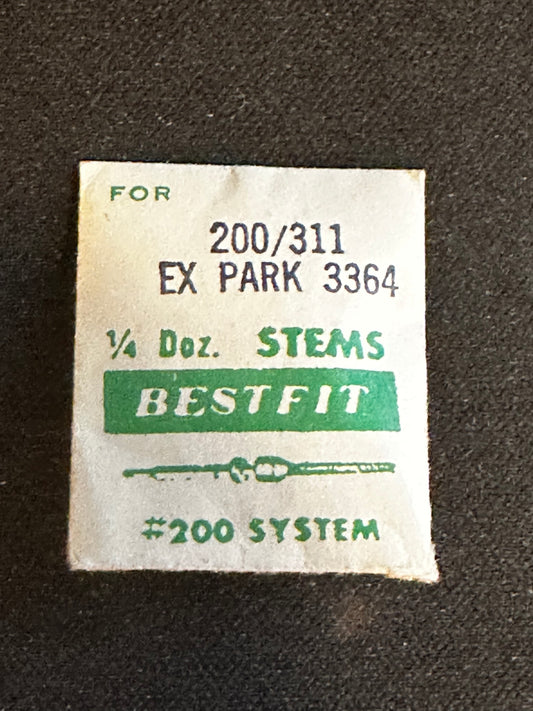 FOR
200/311
EX PARK 3364
¼ Doz. STEMS
BESTFIT
#200 SYSTEM